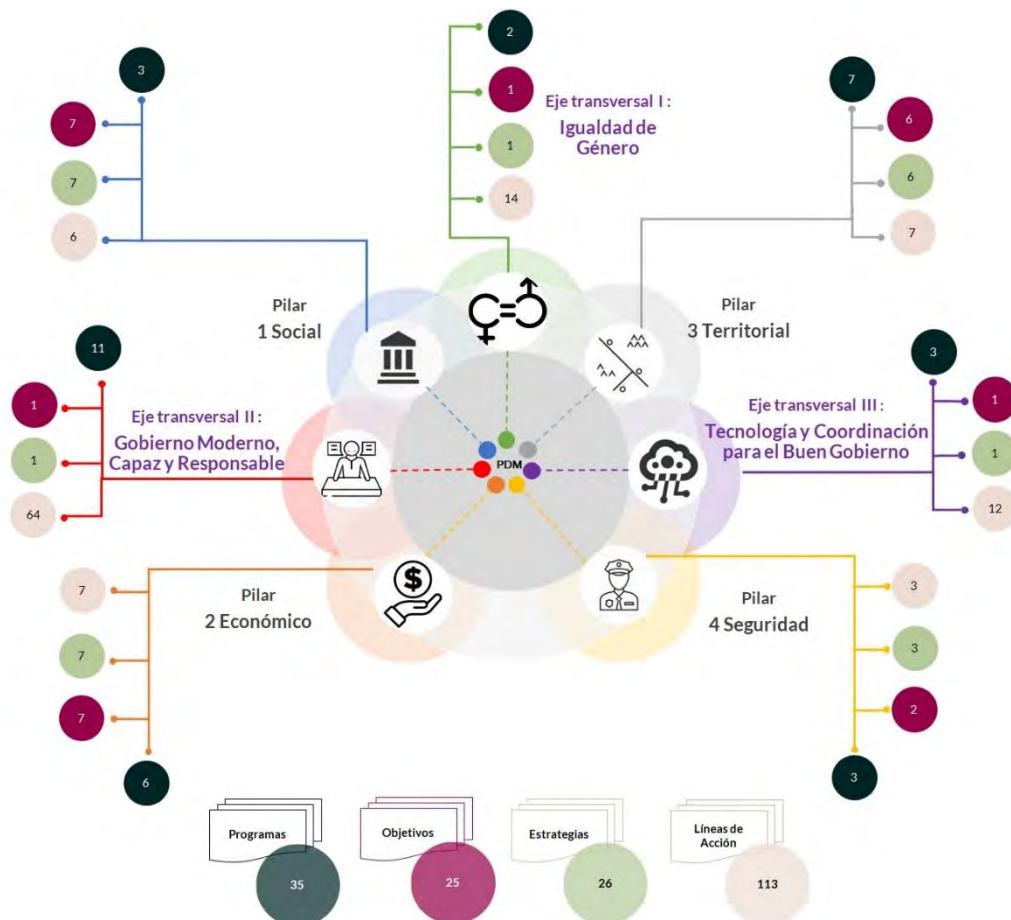 2
3
7
1
Eje transversal I :
Igualdad de
Género
7
6
7
1
6
6
14
7
Pilar
1 Social
Pilar
3 Territorial
11
3
1
Eje transversal II :
Gobierno Moderno,
Capaz y Responsable
Eje transversal III :
Tecnología y Coordinación
para el Buen Gobierno
1
1
1
64
12
PDM
$
7
Pilar
2 Económico
Pilar
4 Seguridad
3
7
3
7
2
6
3
Programas
Objetivos
Estrategias
Líneas de
Acción
35
25
26
113